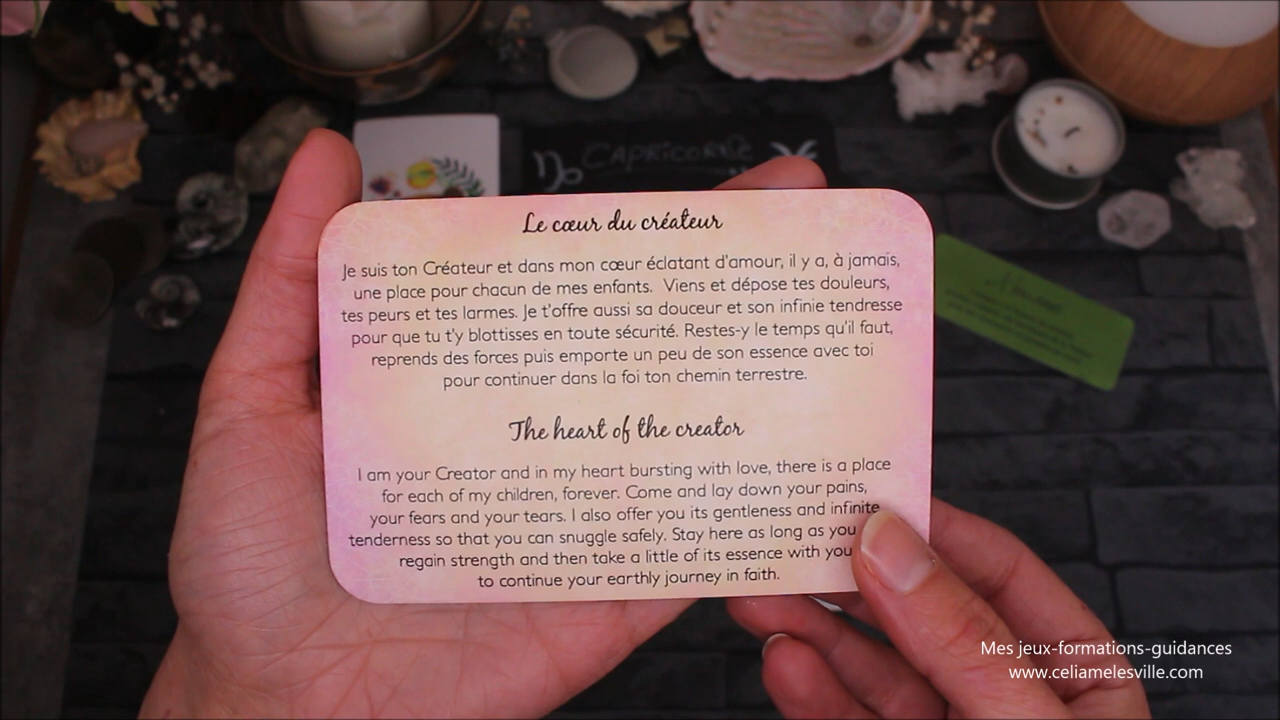 CAPRICORNE
Le cœur du créateur
Je suis ton Créateur et dans mon cœur éclatant d'amour, il y a, à jamais,
une place pour chacun de mes enfants. Viens et dépose tes douleurs,
tes peurs et tes larmes. Je t'offre aussi sa douceur et son infinie tendresse
pour que tu t'y blottisses en toute sécurité. Restes-y le temps qu'il faut,
reprends des forces puis emporte un peu de son essence avec toi
pour continuer dans la foi ton chemin terrestre.
The heart of the creator
I am your Creator and in my heart bursting with love, there is a place
for each of my children, forever. Come and lay down your pains,
your fears and your tears. I also offer you its gentleness and infinite
tenderness so that you can snuggle safely. Stay here as long as you
regain strength and then take a little of its essence with you
to continue your earthly journey in faith.
Mes jeux-formations-guidances
www.celiamelesville.com